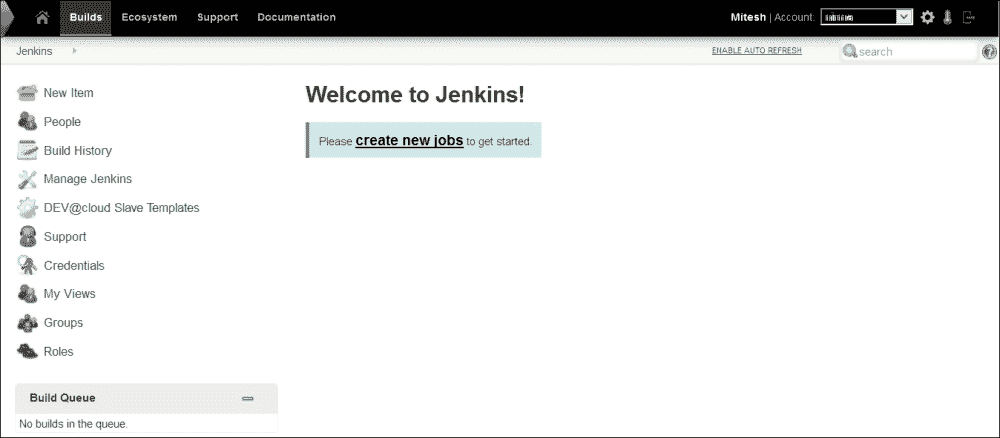 Builds Ecosystem Support Documentation Mitesh | Account:
Jenkins ENABLE AUTO REFRESH search
New Item
People
Build History
Manage Jenkins
DEV@cloud Slave Templates
Support
Credentials
My Views
Groups
Roles
Build Queue
No builds in the queue.
Welcome to Jenkins!
Please create new jobs to get started.